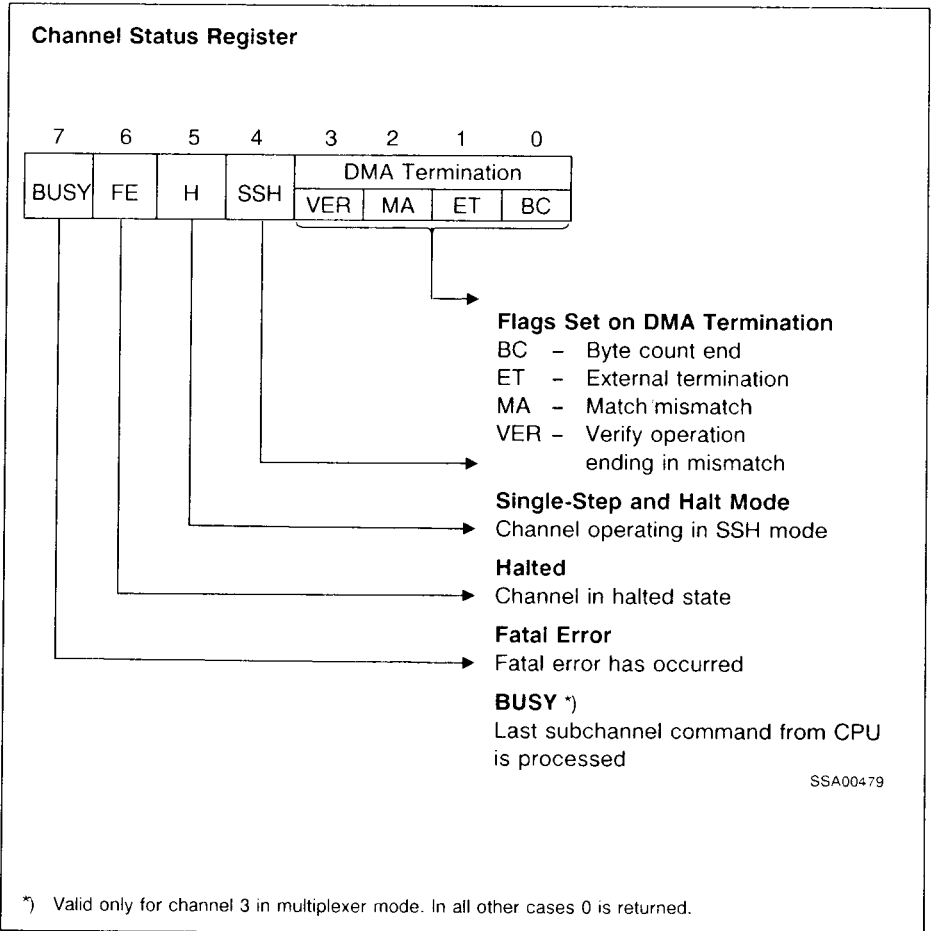 Channel Status Register
7 6 5 4 3 2 1 0
BUSY FE H SSH DMA Termination
VER MA ET BC
Flags Set on DMA Termination
BC – Byte count end
ET – External termination
MA – Match mismatch
VER – Verify operation
ending in mismatch
Single-Step and Halt Mode
Channel operating in SSH mode
Halted
Channel in halted state
Fatal Error
Fatal error has occurred
BUSY *)
Last subchannel command from CPU
is processed
SSA00479
*) Valid only for channel 3 in multiplexer mode. In all other cases 0 is returned.